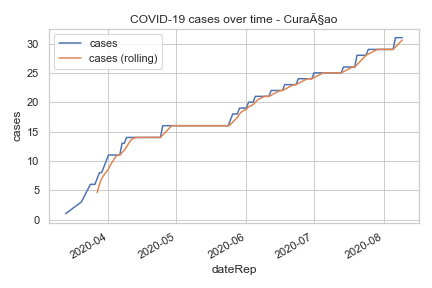 COVID-19 cases over time - CuraÃ§ao
cases
cases (rolling)
30
25
20
15
10
5
0
cases
2020-04
2020-05
2020-06
2020-07
2020-08
dateRep